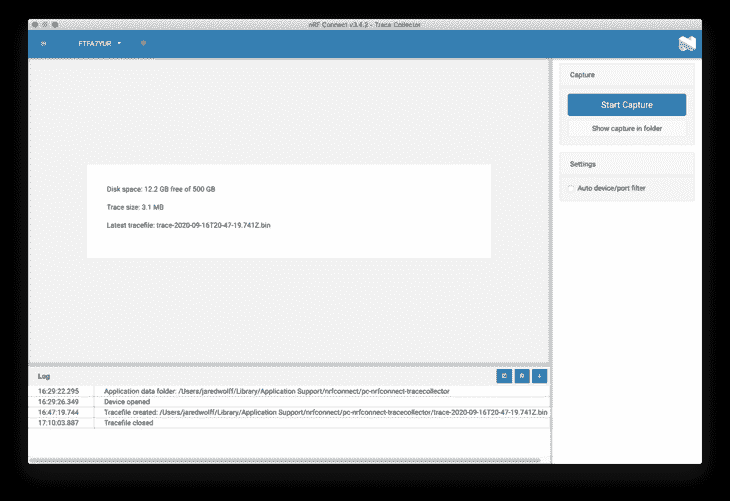 nRF Connect v3.4.2 - Trace Collector
FTFA7YUR
Capture
Start Capture
Show capture in folder
Settings
Auto device/port filter
Disk space: 12.2 GB free of 500 GB
Trace size: 3.1 MB
Latest tracefile: trace-2020-09-16T20-47-19.741Z.bin
Log
16:29:22.295 Application data folder: /Users/jaredwolff/Library/Application Support/nrfconnect/pc-nrfconnect-tracecollector
16:29:26.349 Device opened
16:47:19.744 Tracefile created: /Users/jaredwolff/Library/Application Support/nrfconnect/pc-nrfconnect-tracecollector/trace-2020-09-16T20-47-19.741Z.bin
17:10:03.887 Tracefile closed